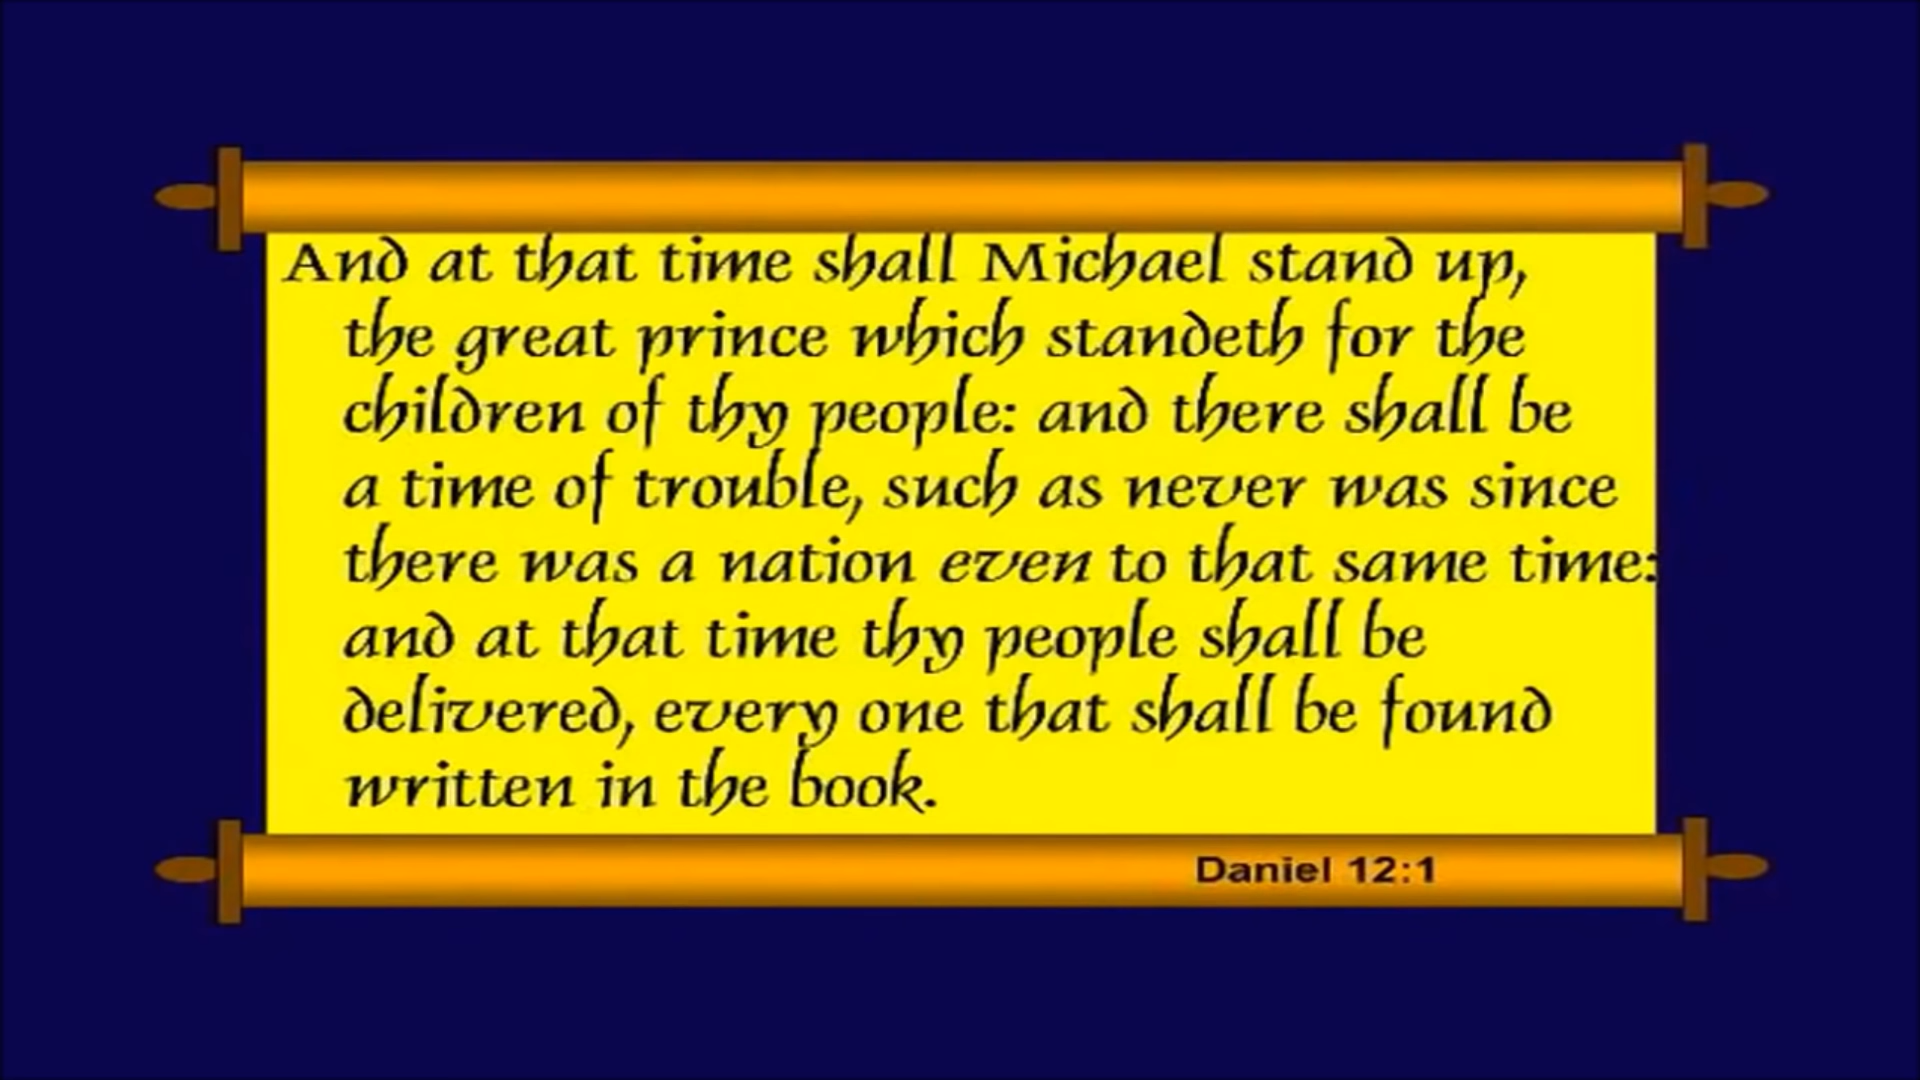 And at that time shall Michael stand up,
the great prince which standeth for the
children of thy people: and there shall be
a time of trouble, such as never was since
there was a nation even to that same time:
and at that time thy people shall be
delivered, every one that shall be found
written in the book.
Daniel 12:1